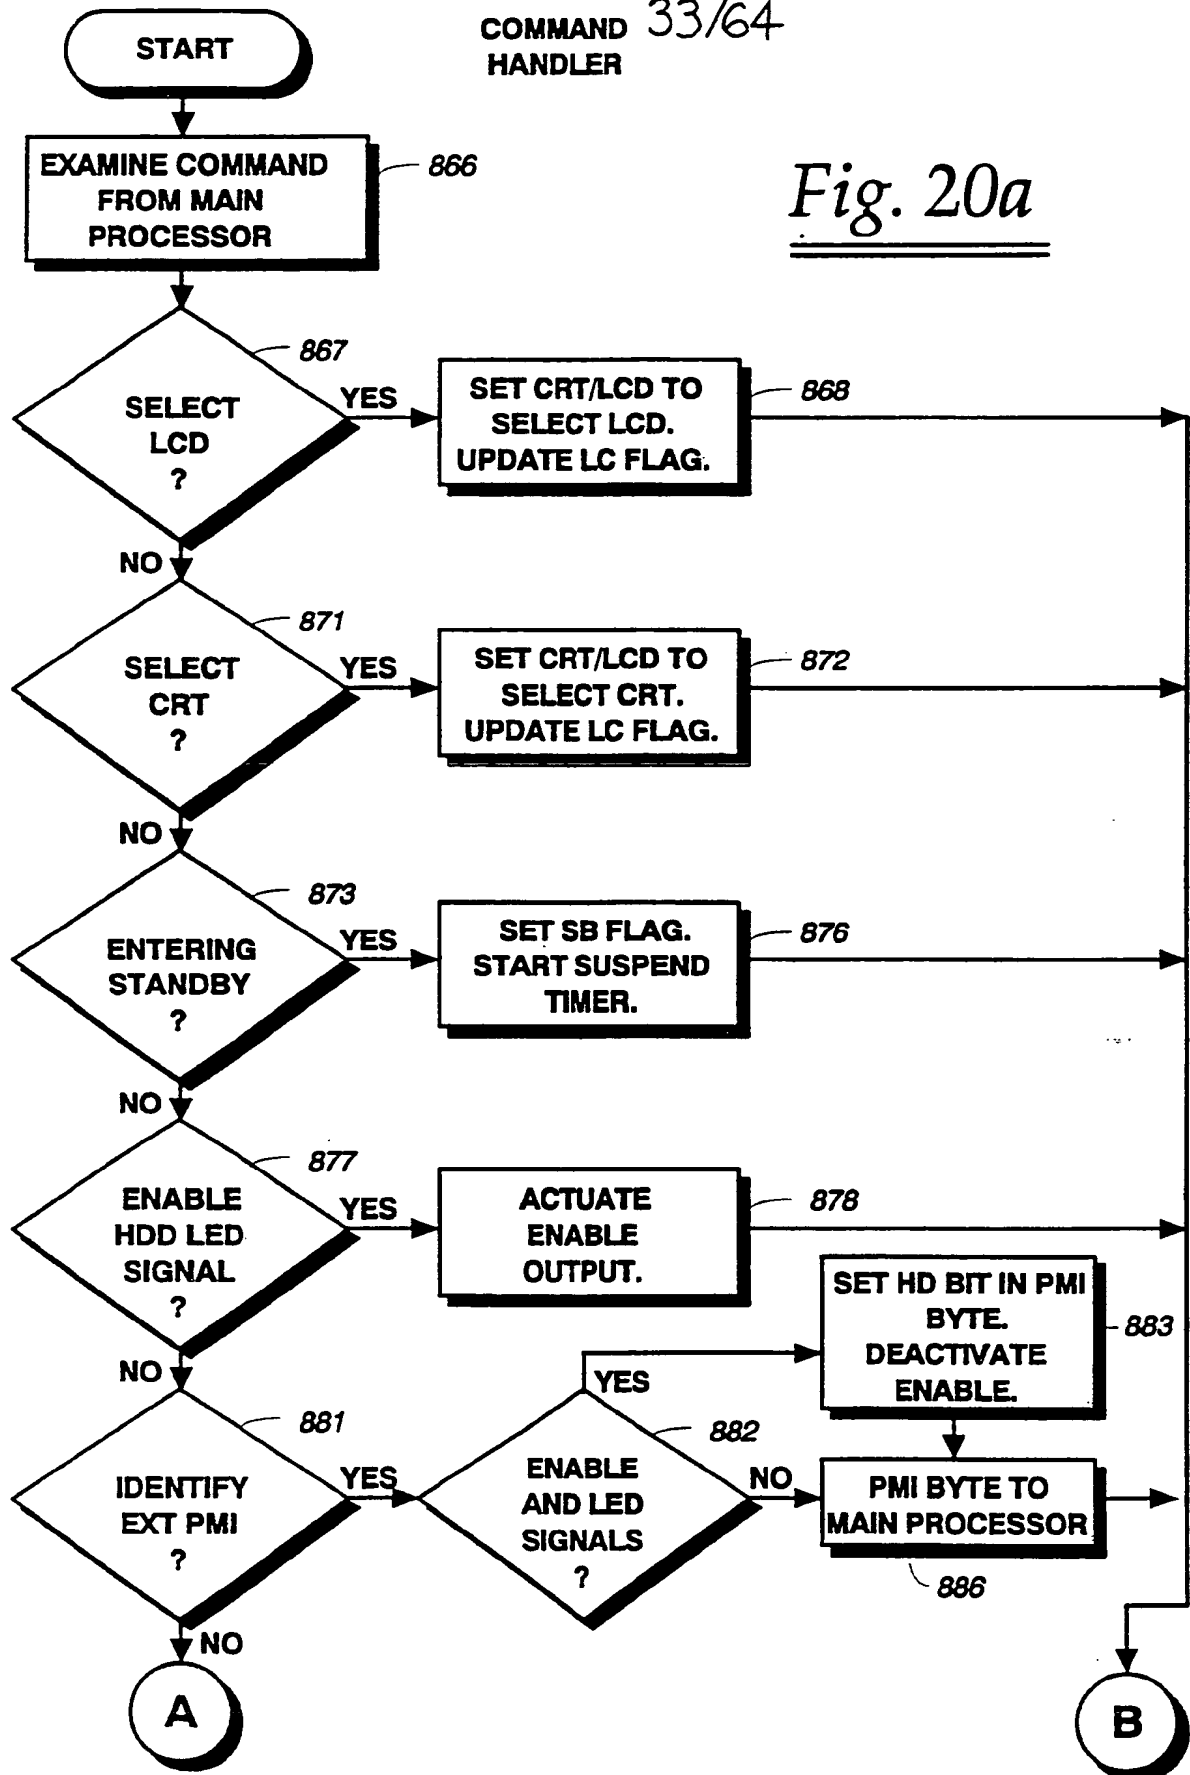 START
COMMAND
HANDLER
33/64
EXAMINE COMMAND
FROM MAIN
PROCESSOR
866
Fig. 20a
867
SELECT
LCD
?
YES
SET CRT/LCD TO
SELECT LCD.
UPDATE LC FLAG.
868
NO
871
SELECT
CRT
?
YES
SET CRT/LCD TO
SELECT CRT.
UPDATE LC FLAG.
872
NO
873
ENTERING
STANDBY
?
YES
SET SB FLAG.
START SUSPEND
TIMER.
876
NO
877
ENABLE
HDD LED
SIGNAL
?
YES
ACTUATE
ENABLE
OUTPUT.
878
NO
881
IDENTIFY
EXT PMI
?
YES
882
ENABLE
AND LED
SIGNALS
?
YES
SET HD BIT IN PMI
BYTE.
DEACTIVATE
ENABLE.
883
NO
PMI BYTE TO
MAIN PROCESSOR
886
NO
A
B